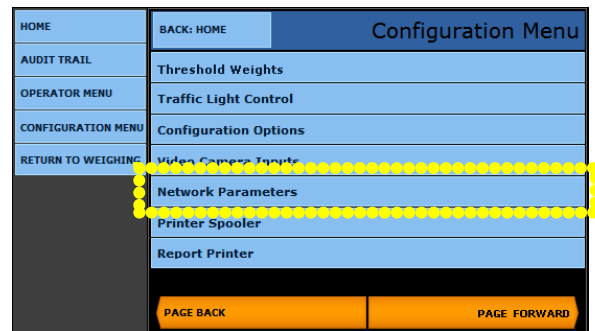 HOME
AUDIT TRAIL
OPERATOR MENU
CONFIGURATION MENU
RETURN TO WEIGHING
BACK: HOME
Configuration Menu
Threshold Weights
Traffic Light Control
Configuration Options
Video Camera Inputs
Network Parameters
Printer Spooler
Report Printer
PAGE BACK
PAGE FORWARD